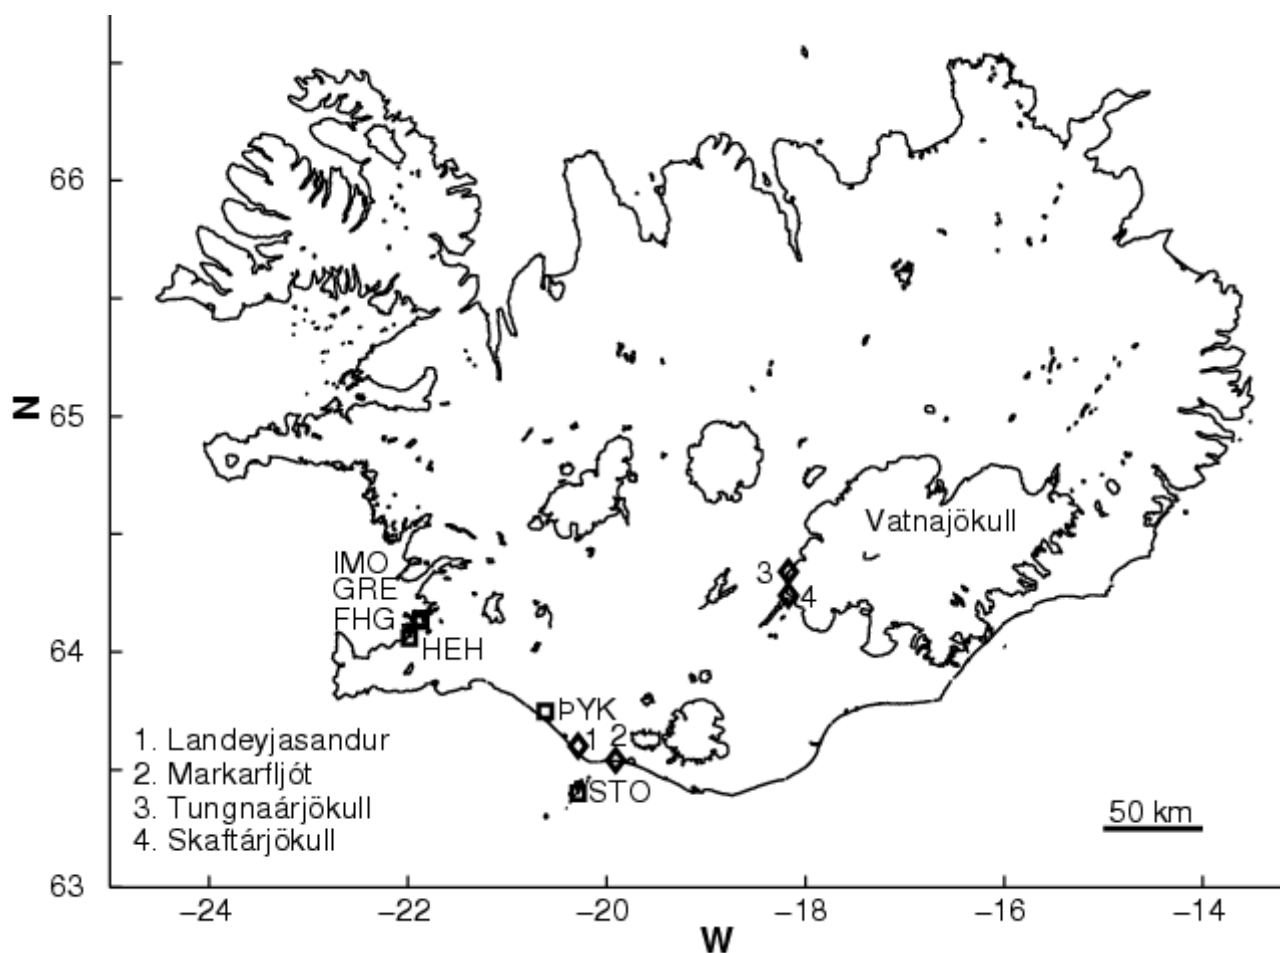 N
66
65
64
63
Vatnajökull
3
4
IMO
GRE
FHG
HEH
ÞYK
1 2
STO
1. Landeyjasandur
2. Markarfljót
3. Tungnaárjökull
4. Skaftárjökull
50 km
−24 −22 −20 −18 −16 −14
W